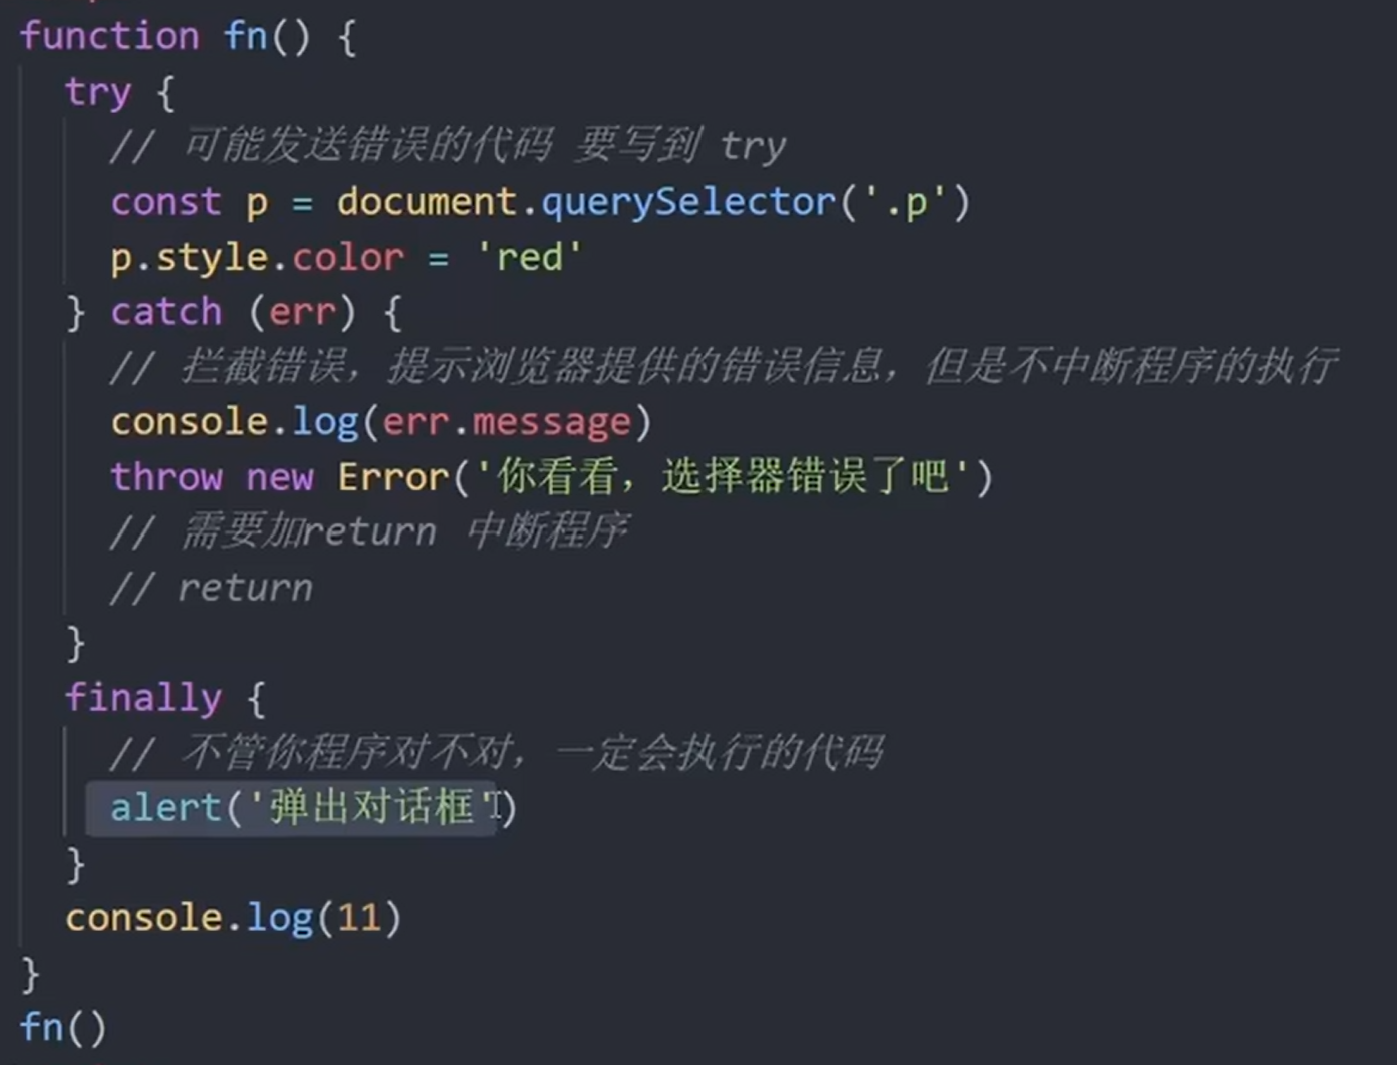 function fn() {
try {
// 可能发送错误的代码 要写到 try
const p = document.querySelector('.p')
p.style.color = 'red'
} catch (err) {
// 拦截错误，提示浏览器提供的错误信息，但是不中断程序的执行
console.log(err.message)
throw new Error('你看看，选择器错误了吧')
// 需要加return 中断程序
// return
}
finally {
// 不管你程序对不对，一定会执行的代码
alert('弹出对话框')
}
console.log(11)
}
fn()